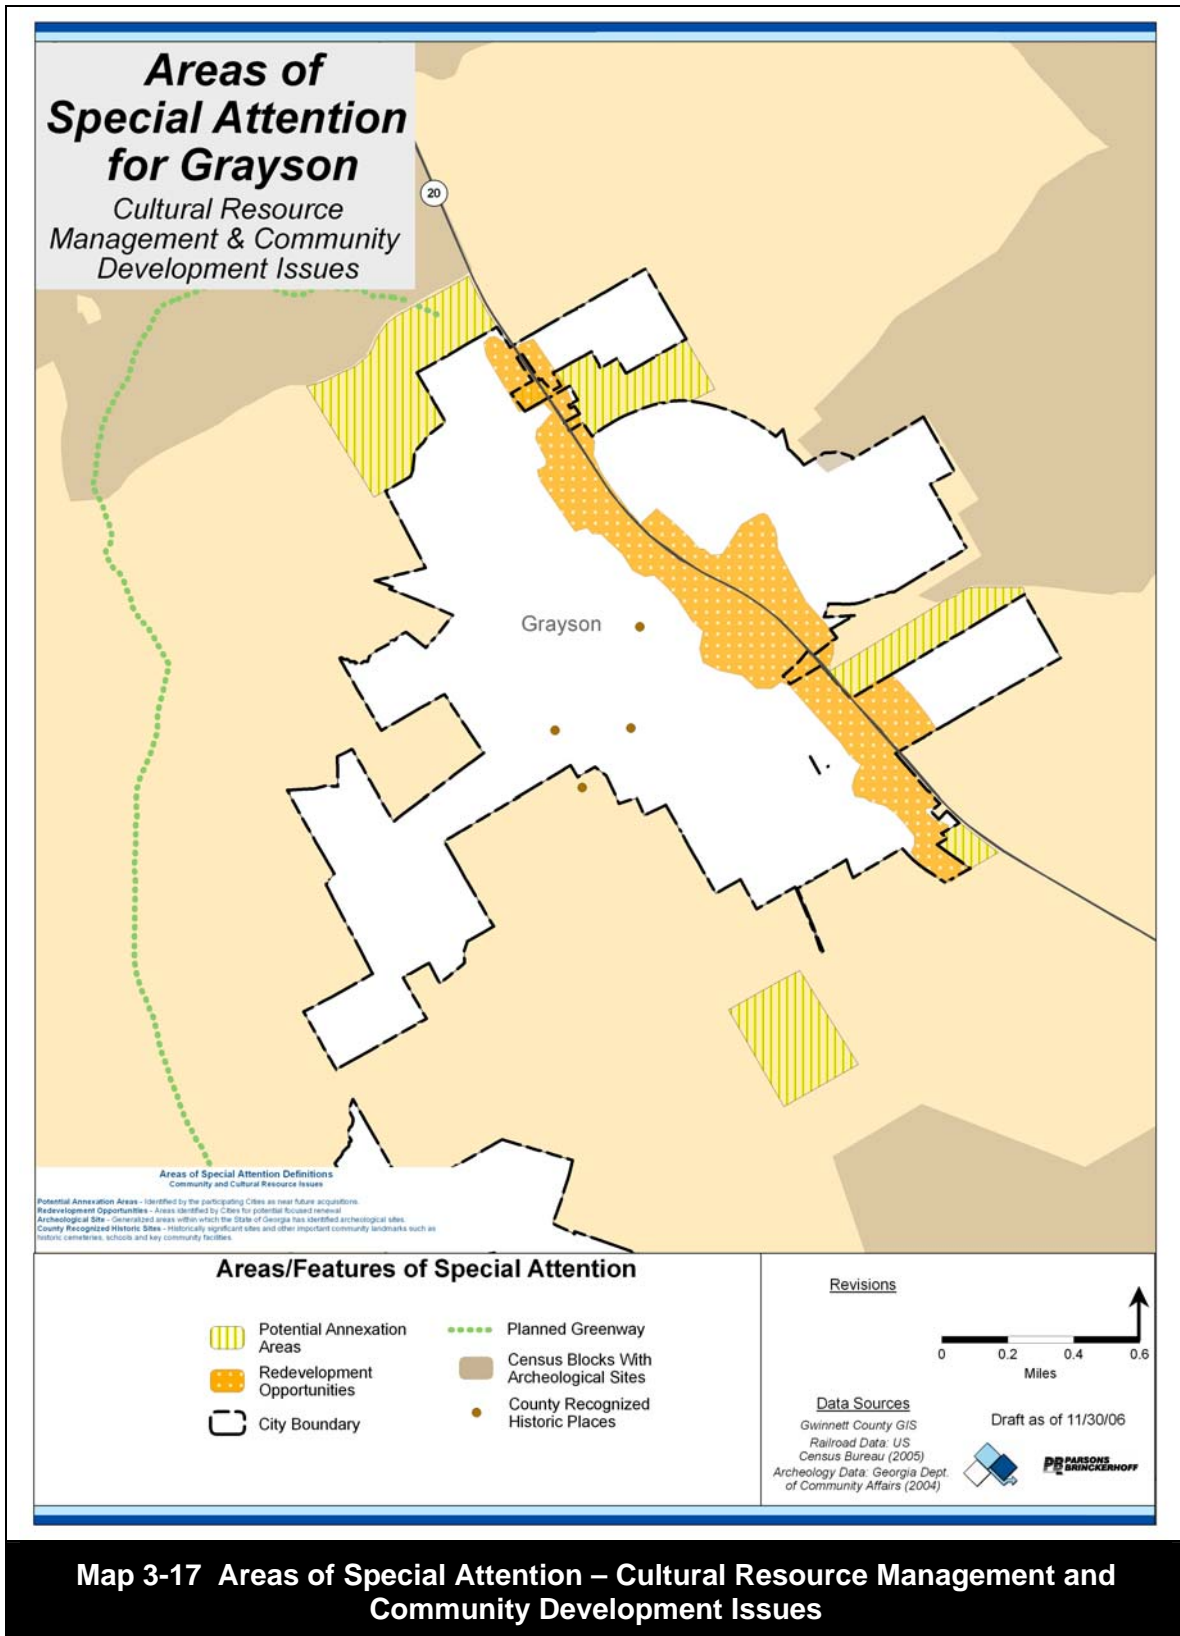 Areas of
Special Attention
for Grayson
Cultural Resource
Management & Community
Development Issues
20
Grayson
Areas of Special Attention Definitions
Community and Cultural Resource Issues
Potential Annexation Areas - Identified by the participating Cities as near future acquisitions.
Redevelopment Opportunities - Areas identified by Cities for potential focused renewal
Archeological Site - Generalized areas within which the State of Georgia has identified archeological sites.
County Recognized Historic Sites - Historically significant sites and other important community landmarks such as
historic cemeteries, schools and key community facilities.
Areas/Features of Special Attention
Potential Annexation
Areas
Redevelopment
Opportunities
City Boundary
Planned Greenway
Census Blocks With
Archeological Sites
County Recognized
Historic Places
Revisions
0 0.2 0.4 0.6
Miles
Data Sources
Gwinnett County GIS
Railroad Data: US
Census Bureau (2005)
Archeology Data: Georgia Dept.
of Community Affairs (2004)
Draft as of 11/30/06
PB PARSONS
BRINCKERHOFF
Map 3-17 Areas of Special Attention – Cultural Resource Management and
Community Development Issues